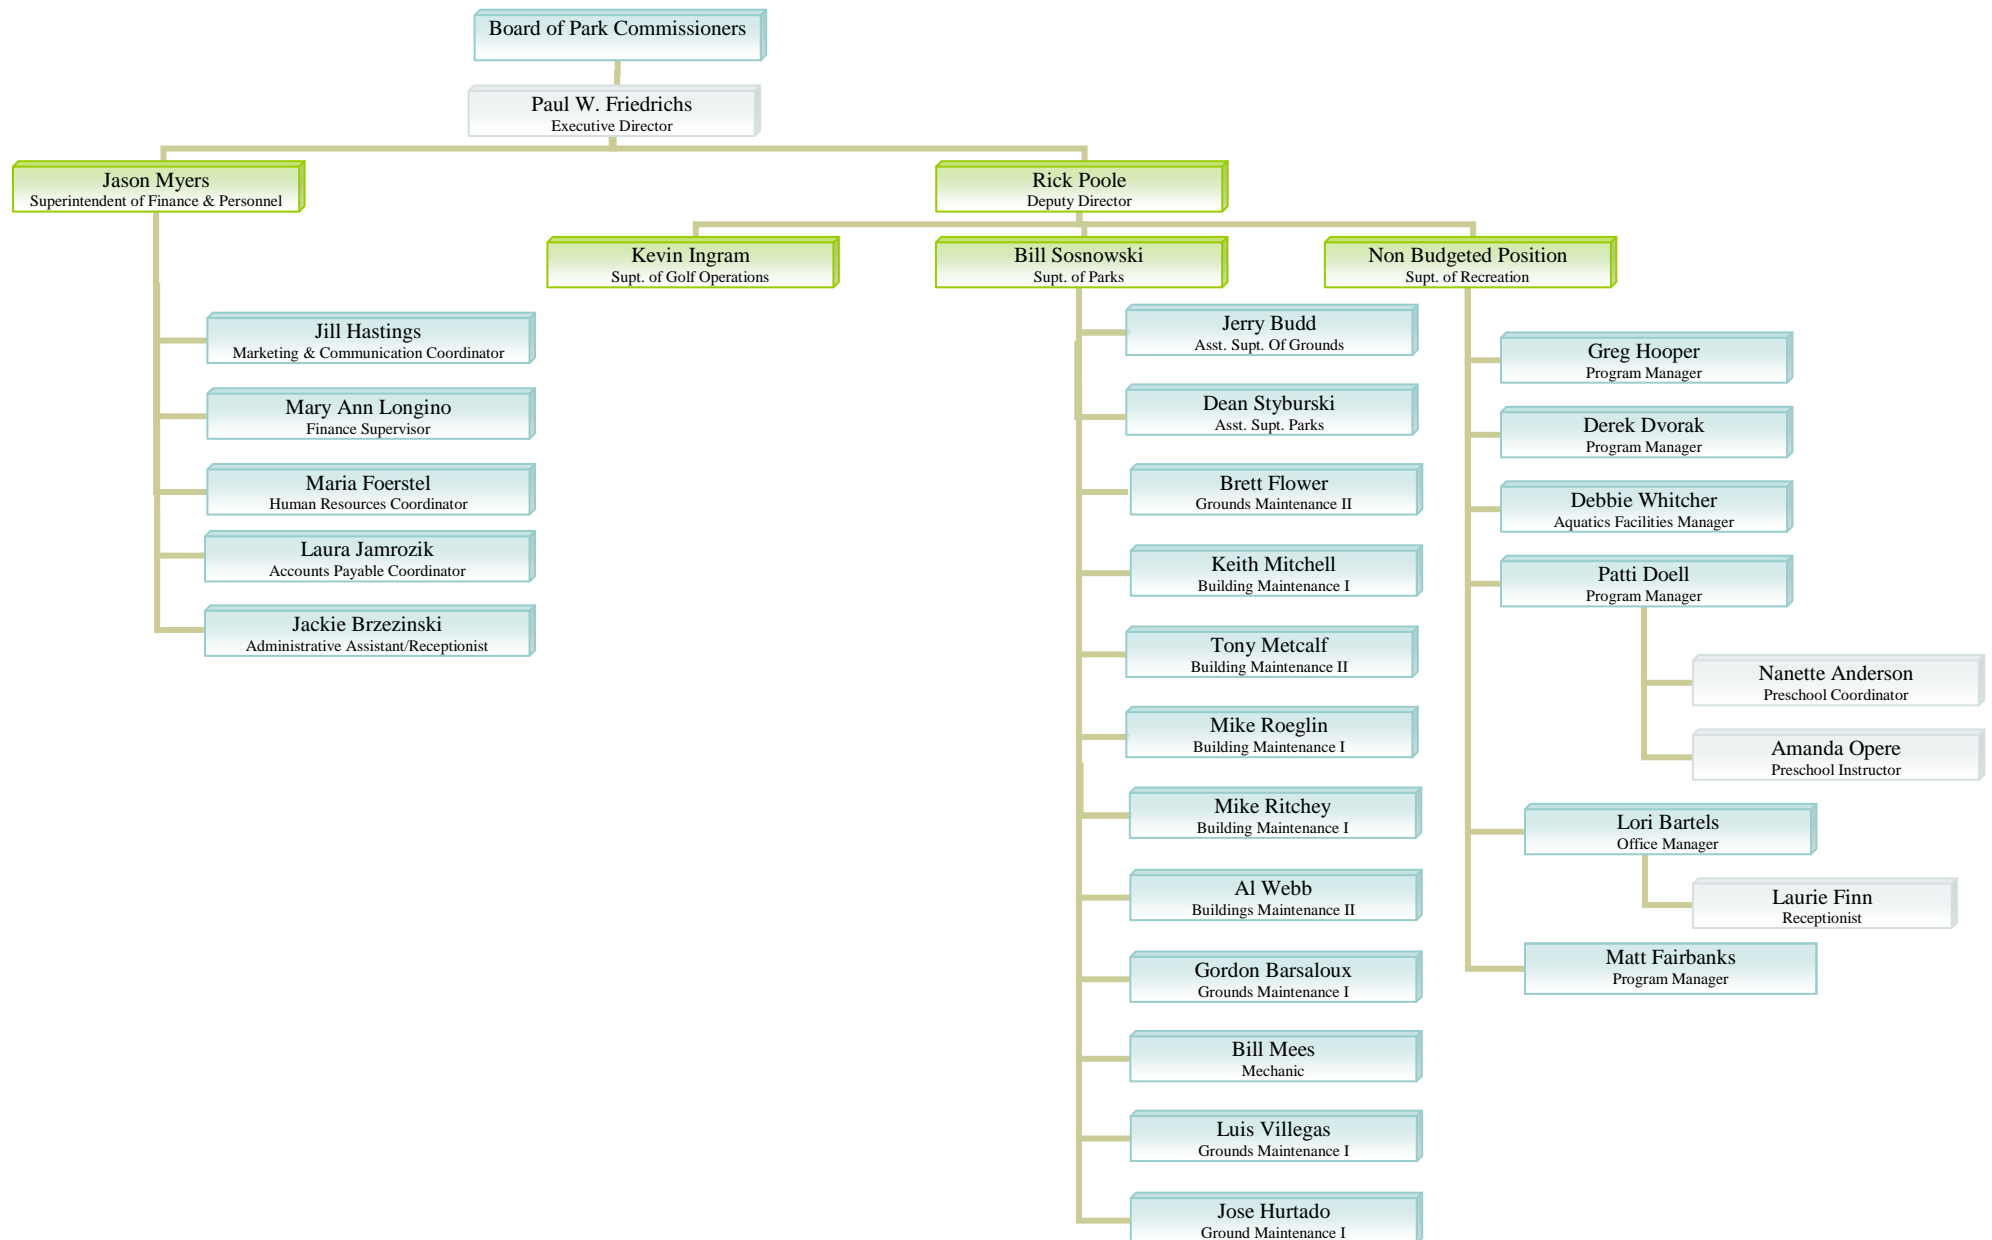 Board of Park Commissioners
Paul W. Friedrichs
Executive Director
Jason Myers
Superintendent of Finance & Personnel
Rick Poole
Deputy Director
Kevin Ingram
Supt. of Golf Operations
Bill Sosnowski
Supt. of Parks
Non Budgeted Position
Supt. of Recreation
Jill Hastings
Marketing & Communication Coordinator
Mary Ann Longino
Finance Supervisor
Maria Foerstel
Human Resources Coordinator
Laura Jamrozik
Accounts Payable Coordinator
Jackie Brzezinski
Administrative Assistant/Receptionist
Jerry Budd
Asst. Supt. Of Grounds
Dean Styburski
Asst. Supt. Parks
Brett Flower
Grounds Maintenance II
Keith Mitchell
Building Maintenance I
Tony Metcalf
Building Maintenance II
Mike Roeglin
Building Maintenance I
Mike Ritchey
Building Maintenance I
Al Webb
Buildings Maintenance II
Gordon Barsaloux
Grounds Maintenance I
Bill Mees
Mechanic
Luis Villegas
Grounds Maintenance I
Jose Hurtado
Ground Maintenance I
Greg Hooper
Program Manager
Derek Dvorak
Program Manager
Debbie Whitcher
Aquatics Facilities Manager
Patti Doell
Program Manager
Nanette Anderson
Preschool Coordinator
Amanda Opere
Preschool Instructor
Lori Bartels
Office Manager
Laurie Finn
Receptionist
Matt Fairbanks
Program Manager